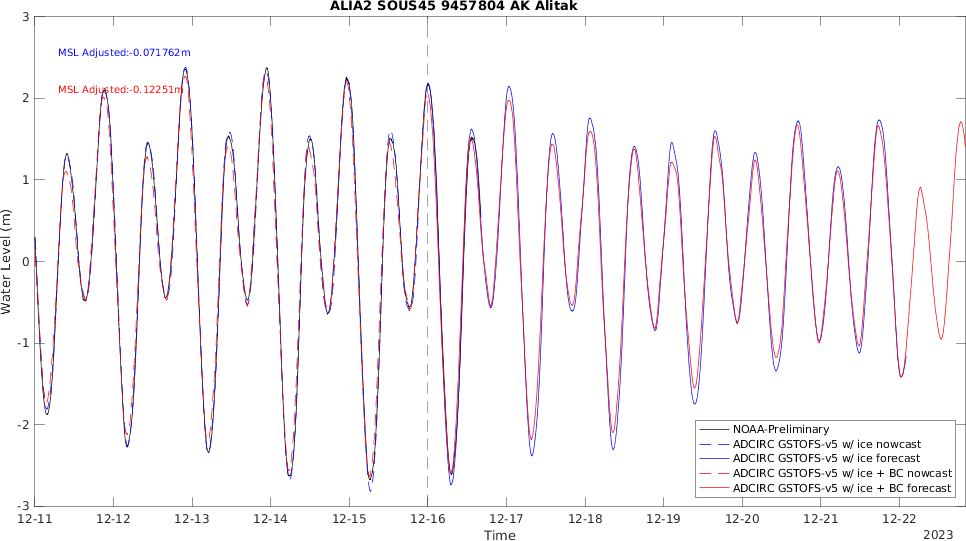 ALIA2 SOUS45 9457804 AK Alitak
MSL Adjusted:-0.071762m
MSL Adjusted:-0.12251m
Water Level (m)
3
2
1
0
-1
-2
-3
12-11
12-12
12-13
12-14
12-15
12-16
12-17
12-18
12-19
12-20
12-21
12-22
Time
2023
NOAA-Preliminary
ADCIRC GSTOFS-v5 w/ ice nowcast
ADCIRC GSTOFS-v5 w/ ice forecast
ADCIRC GSTOFS-v5 w/ ice + BC nowcast
ADCIRC GSTOFS-v5 w/ ice + BC forecast